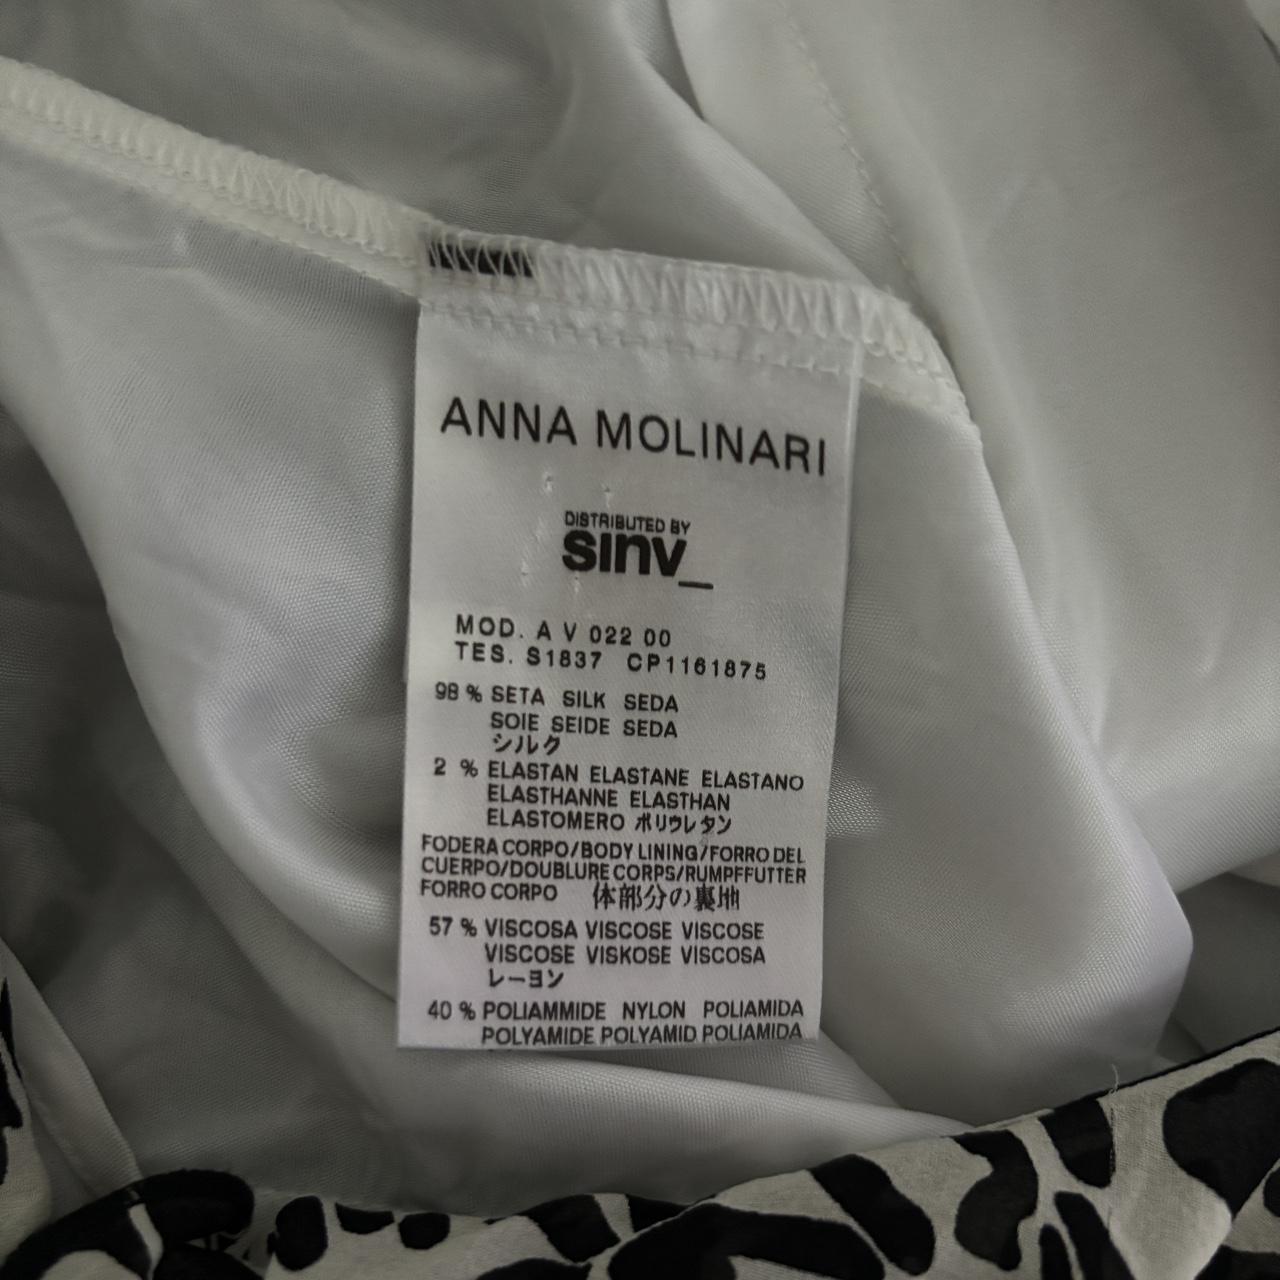 ANNA MOLINARI
DISTRIBUTED BY
sinv_
MOD. A V 022 00
TES. S1837 CP1161875
98 % SETA SILK SEDA
SOIE SEIDE SEDA
シルク
2 % ELASTAN ELASTANE ELASTANO
ELASTHANNE ELASTHAN
ELASTOMERO ポリウレタン
FODERA CORPO/BODY LINING/FORRO DEL
CUERPO/DOUBLURE CORPS/RUMPFFUTTER
FORRO CORPO 体部分の裏地
57 % VISCOSA VISCOSE VISCOSE
VISCOSE VISKOSE VISCOSA
レーヨン
40 % POLIAMMIDE NYLON POLIAMIDA
POLYAMIDE POLYAMID POLIAMIDA